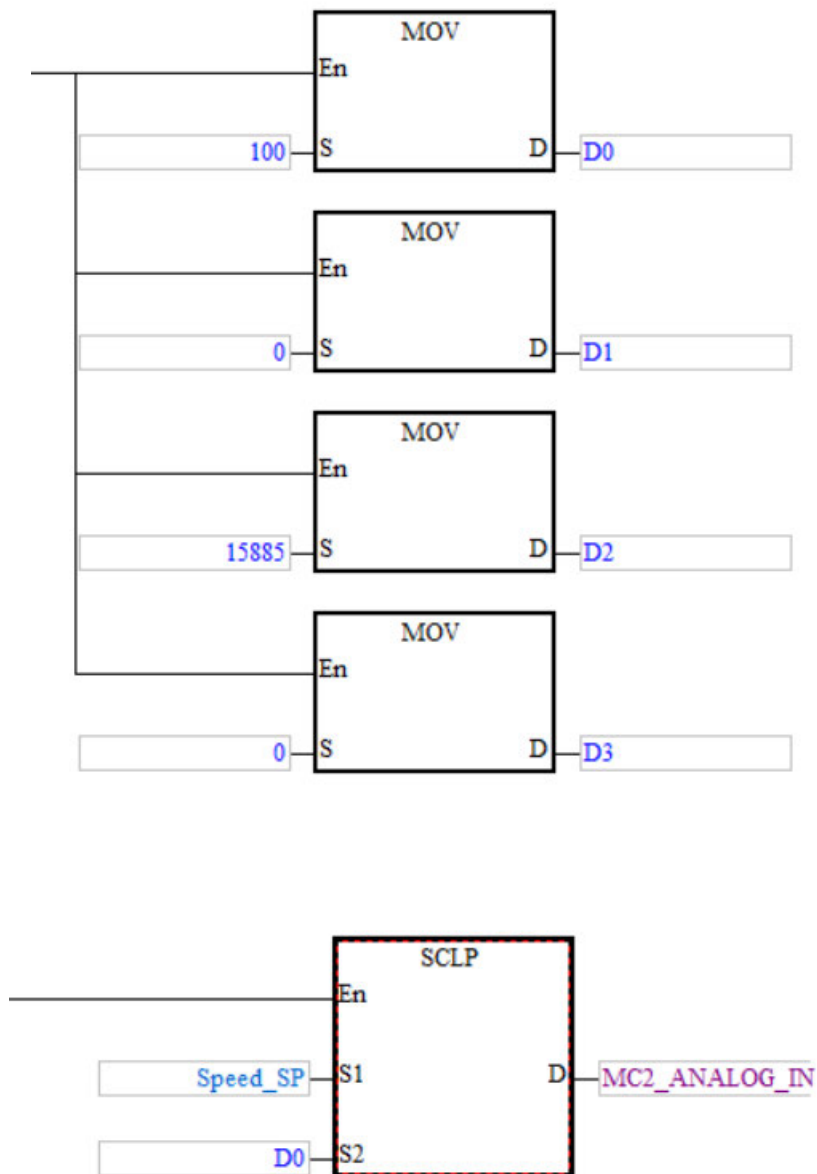 MOV
En
100 S D D0
MOV
En
0 S D D1
MOV
En
15885 S D D2
MOV
En
0 S D D3
SCLP
En
Speed_SP S1 D MC2_ANALOG_IN
D0 S2